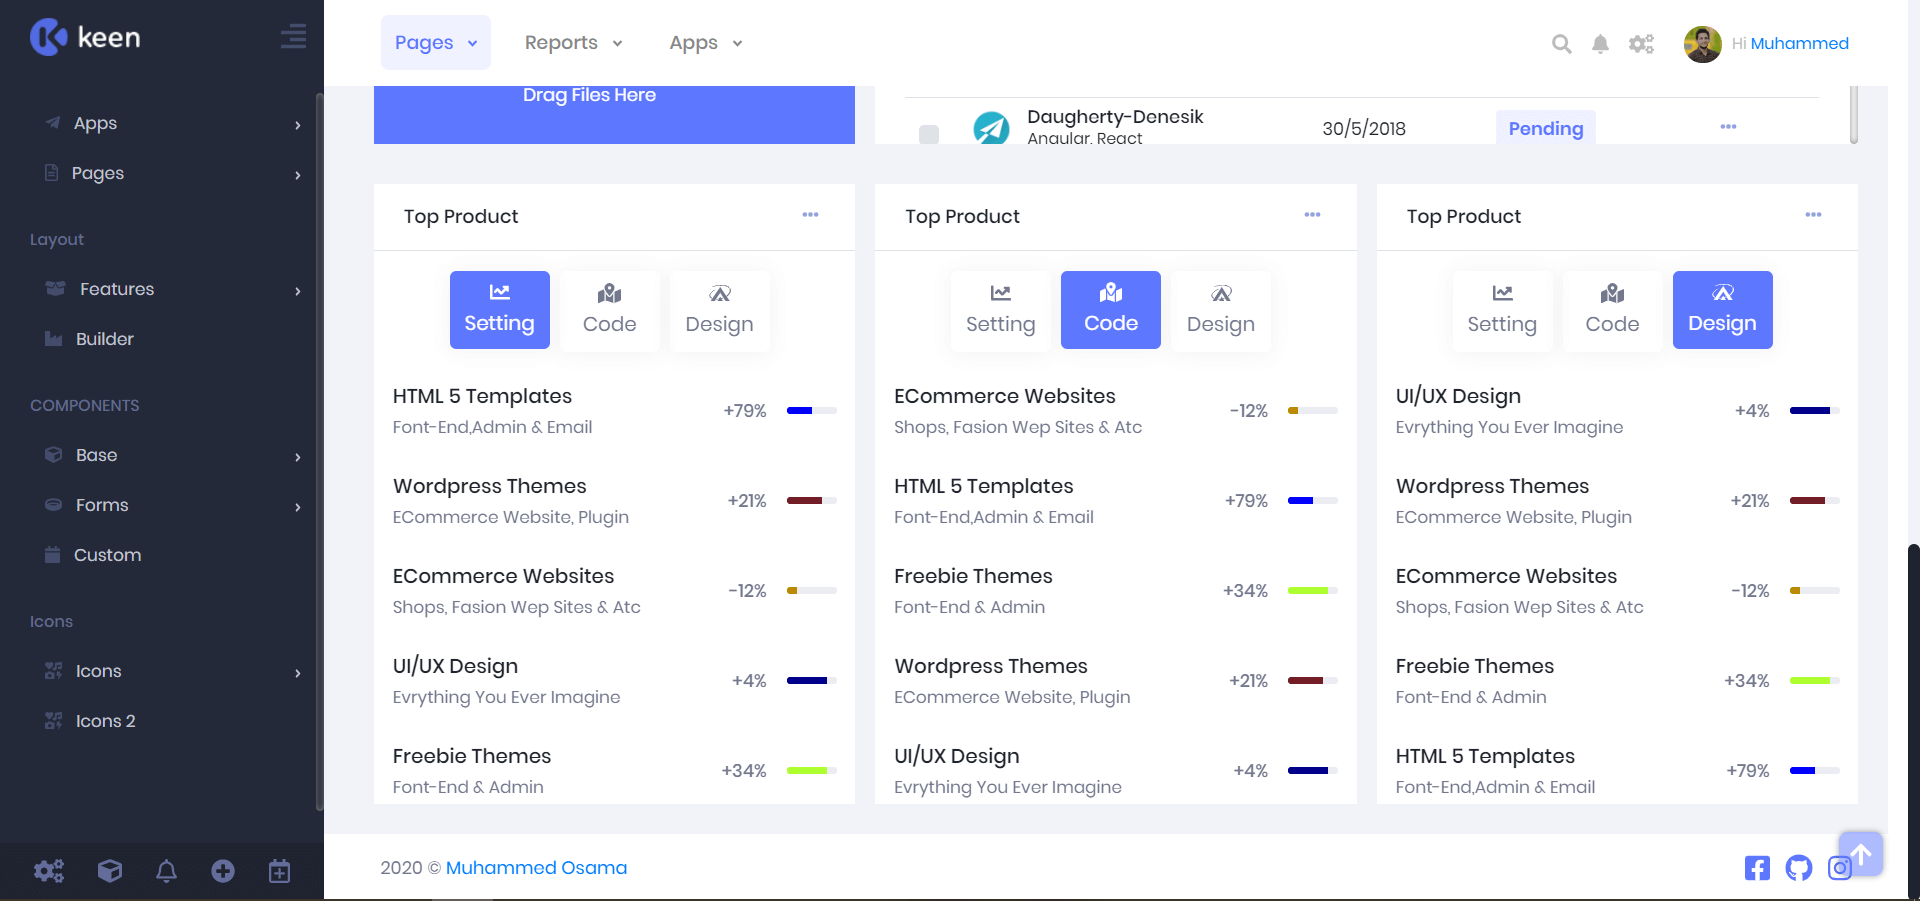 keen
Apps
Pages
Layout
Features
Builder
COMPONENTS
Base
Forms
Custom
Icons
Icons
Icons 2
Pages
Reports
Apps
Hi Muhammed
Drag Files Here
Daugherty-Denesik
Angular, React
30/5/2018
Pending
Top Product
Setting
Code
Design
HTML 5 Templates
Font-End,Admin & Email
+79%
Wordpress Themes
ECommerce Website, Plugin
+21%
ECommerce Websites
Shops, Fasion Wep Sites & Atc
-12%
UI/UX Design
Evrything You Ever Imagine
+4%
Freebie Themes
Font-End & Admin
+34%
Top Product
Setting
Code
Design
ECommerce Websites
Shops, Fasion Wep Sites & Atc
-12%
HTML 5 Templates
Font-End,Admin & Email
+79%
Freebie Themes
Font-End & Admin
+34%
Wordpress Themes
ECommerce Website, Plugin
+21%
UI/UX Design
Evrything You Ever Imagine
+4%
Top Product
Setting
Code
Design
UI/UX Design
Evrything You Ever Imagine
+4%
Wordpress Themes
ECommerce Website, Plugin
+21%
ECommerce Websites
Shops, Fasion Wep Sites & Atc
-12%
Freebie Themes
Font-End & Admin
+34%
HTML 5 Templates
Font-End,Admin & Email
+79%
2020 © Muhammed Osama